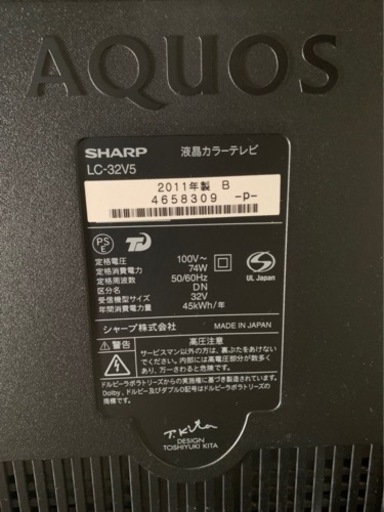 AQUOS
SHARP 液晶カラーテレビ
LC-32V5
2011年製 B
4658309 -p-
PS
E
定格電圧 100V~
定格消費電力 74W
定格周波数 50/60Hz
区分名 DN
受信機型サイズ 32V
年間消費電力量 45kWh/年
UL Japan
シャープ株式会社 MADE IN JAPAN
警告 高圧注意
サービスマン以外の方は、裏ぶたをあけない
でください。内部には高電圧部分が数多く
あり、万一さわると危険です。
ドルビーラボラトリーズからの実施権に基づき製造されています。
Dolby、ドルビー及びダブルD記号はドルビーラボラトリーズの商標です。
T.Kita
DESIGN
TOSHIYUKI KITA